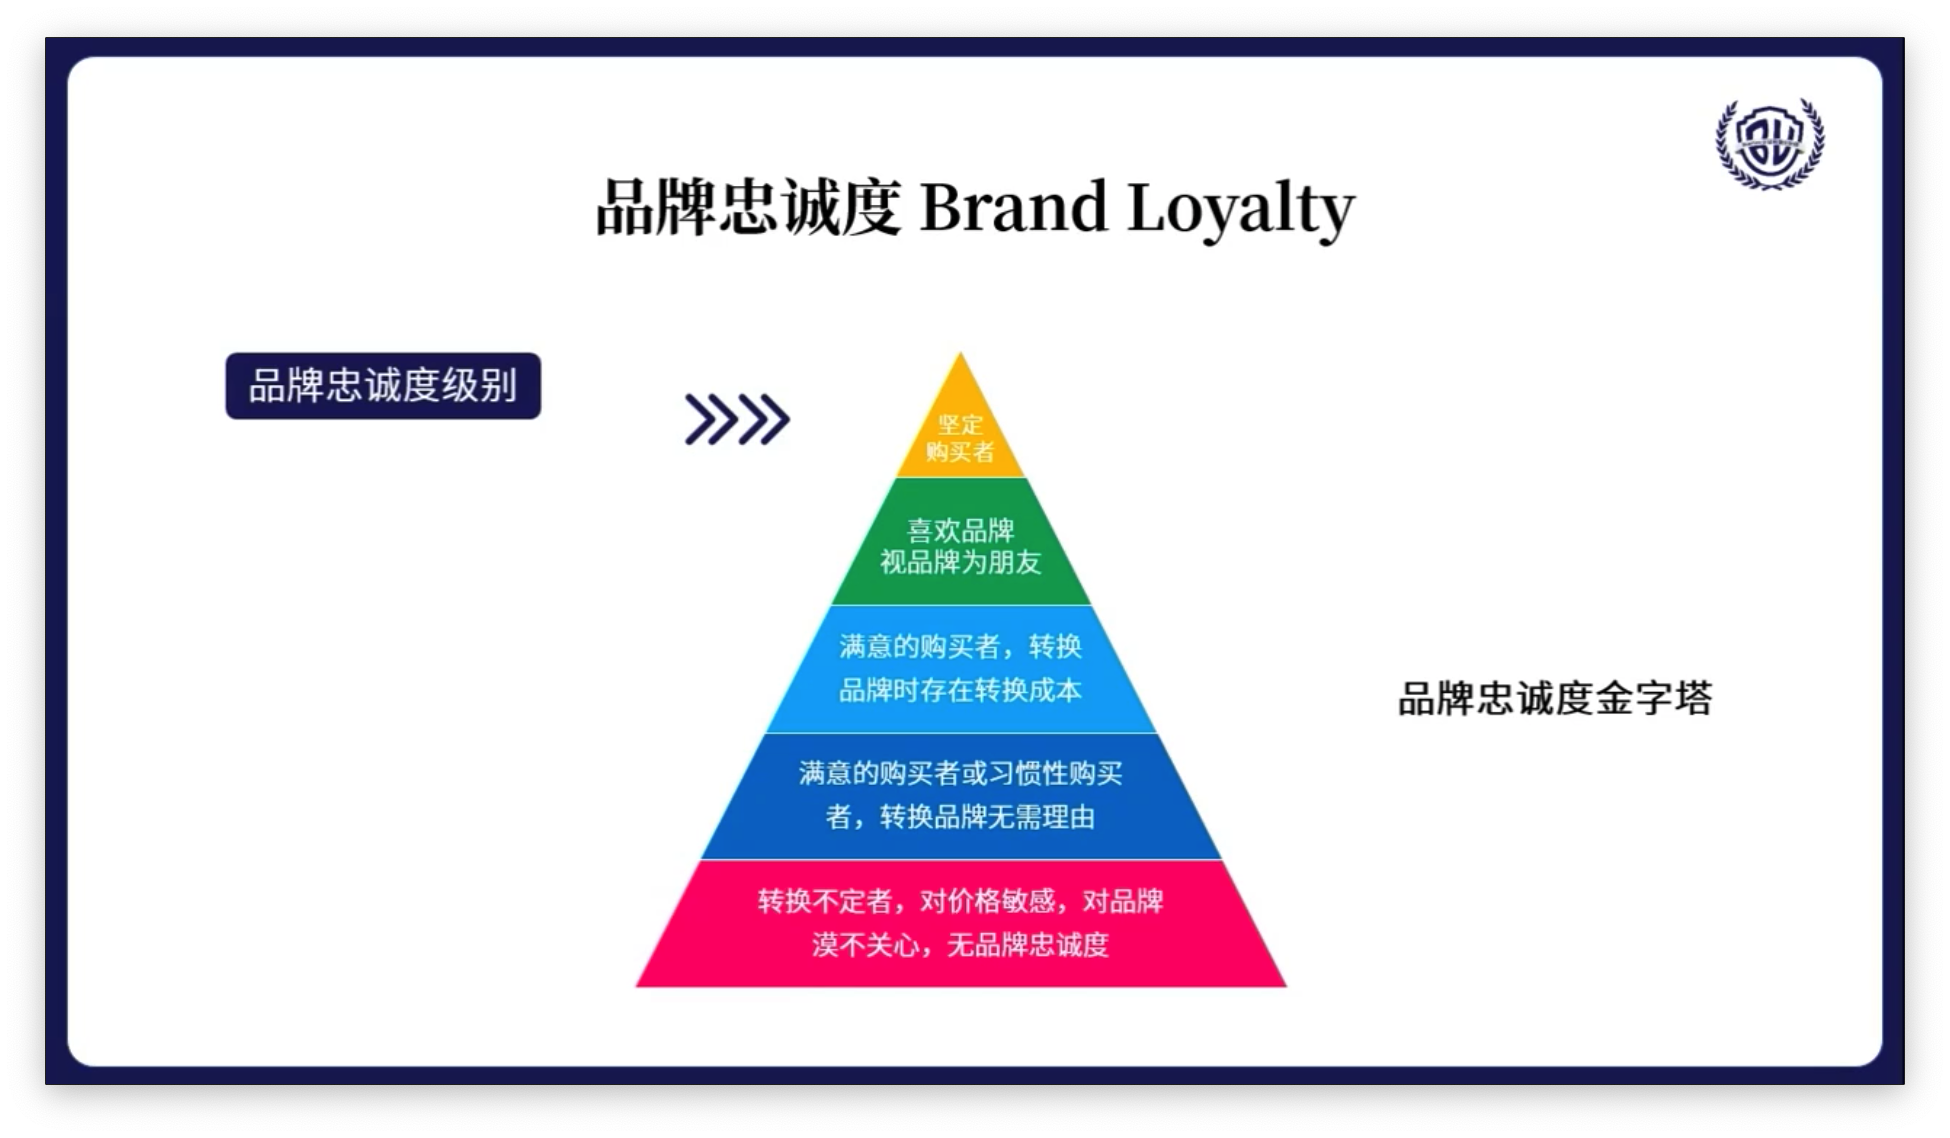 品牌忠诚度 Brand Loyalty
品牌忠诚度级别
坚定
购买者
喜欢品牌
视品牌为朋友
满意的购买者，转换
品牌时存在转换成本
满意的购买者或习惯性购买
者，转换品牌无需理由
转换不定者，对价格敏感，对品牌
漠不关心，无品牌忠诚度
品牌忠诚度金字塔